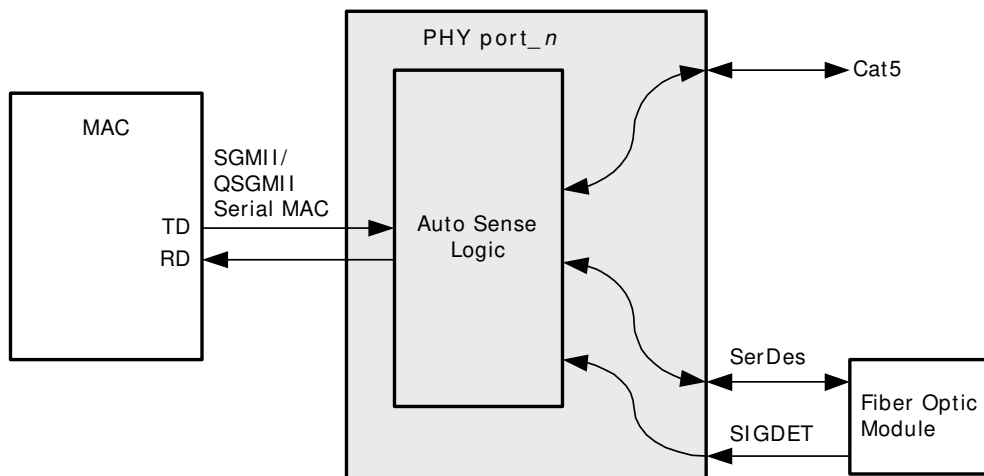 PHY port_n
Cat5
MAC
SGMII/
QSGMII
Serial MAC
TD
RD
Auto Sense
Logic
SerDes
SIGDET
Fiber Optic
Module